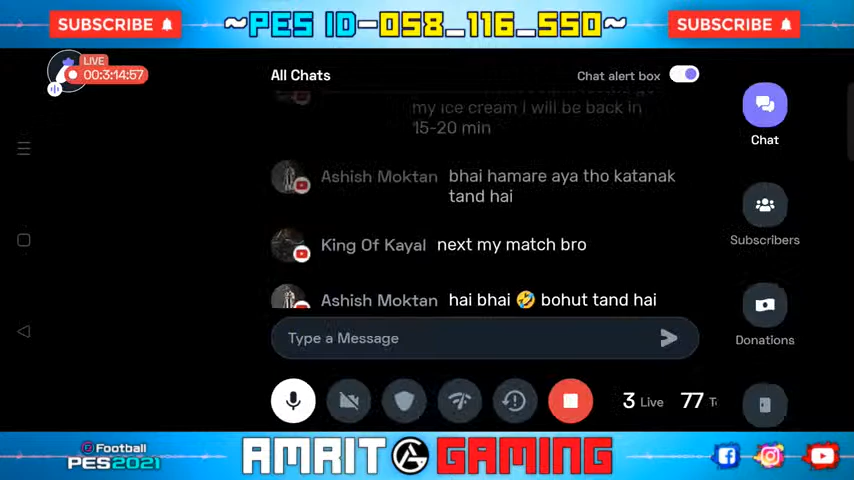 SUBSCRIBE
~PES ID-058_116_550~
SUBSCRIBE
LIVE
00:3:14:57
All Chats
Chat alert box
my ice cream I will be back in
15-20 min
Chat
Ashish Moktan bhai hamare aya tho katanak
tand hai
Subscribers
King Of Kayal next my match bro
Ashish Moktan hai bhai 🤣 bohut tand hai
Type a Message
Donations
3 Live 77
eFootball
PES2021
AMRIT GAMING